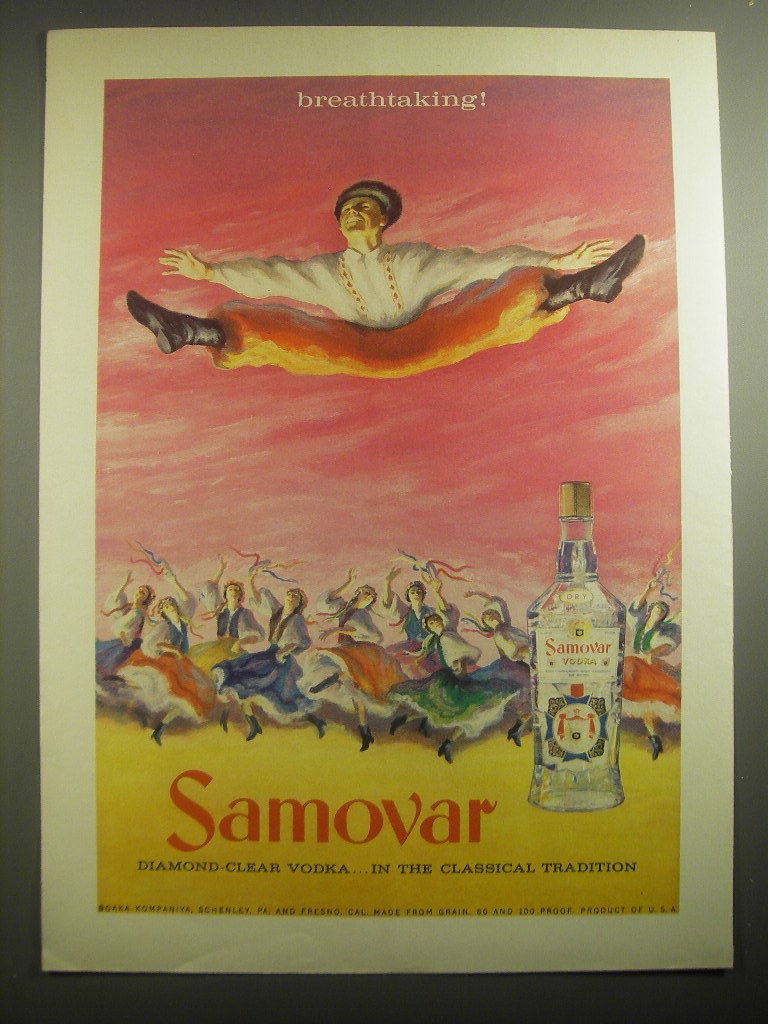 breathtaking!
DRY
Samovar
VODKA
Samovar
DIAMOND-CLEAR VODKA...IN THE CLASSICAL TRADITION
BOAKA KOMPANIYA, SCHENLEY, PA. AND FRESNO, CAL. MADE FROM GRAIN. 80 AND 100 PROOF. PRODUCT OF U.S.A.